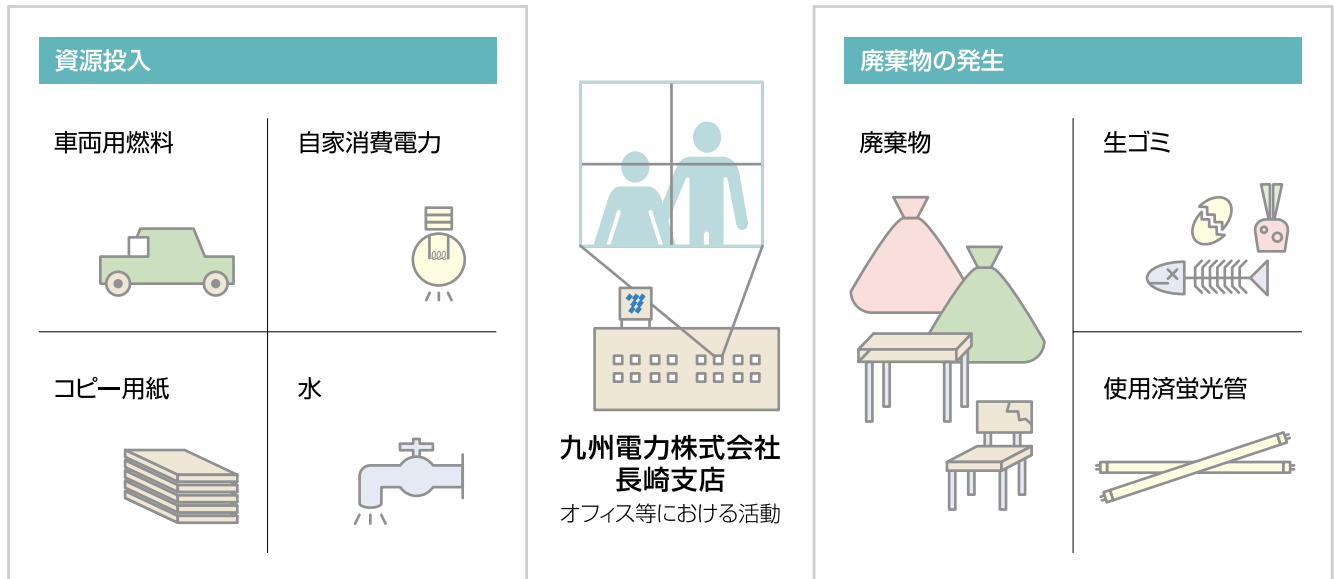 資源投入
車両用燃料
自家消費電力
コピー用紙
水
九州電力株式会社
長崎支店
オフィス等における活動
廃棄物の発生
廃棄物
生ゴミ
使用済蛍光管